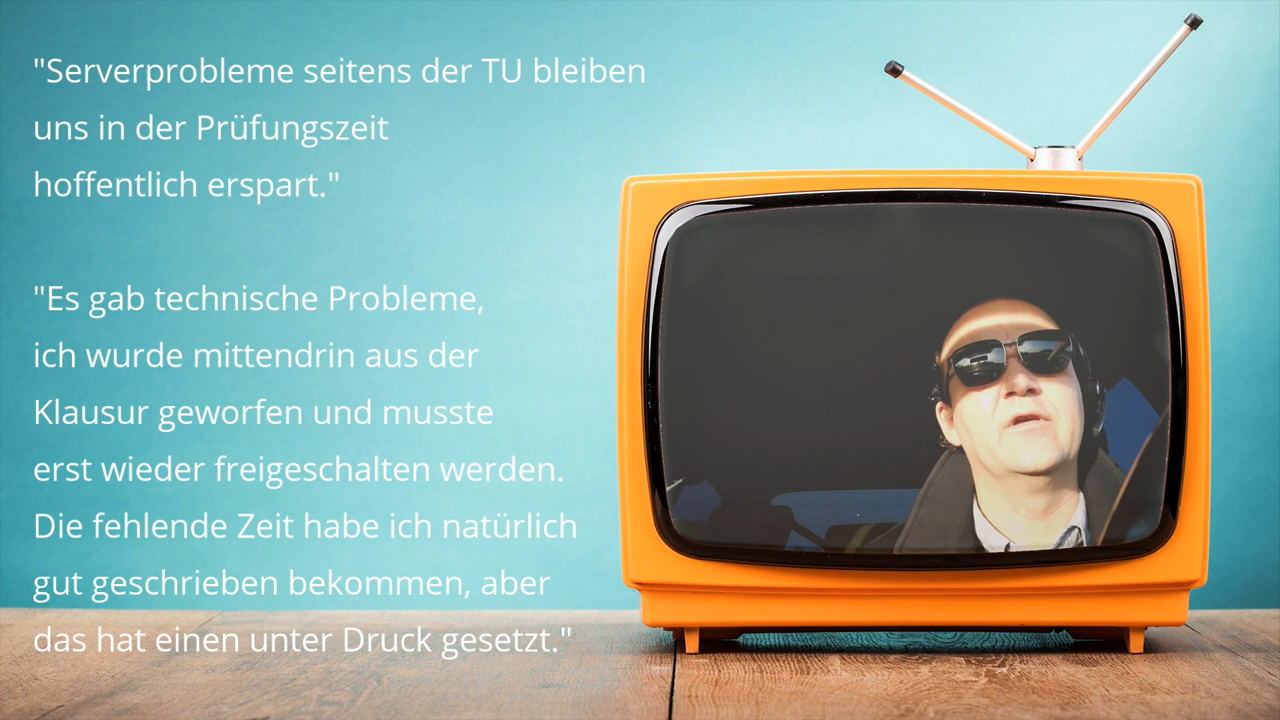 "Serverprobleme seitens der TU bleiben
uns in der Prüfungszeit
hoffentlich erspart."
"Es gab technische Probleme,
ich wurde mittendrin aus der
Klausur geworfen und musste
erst wieder freigeschalten werden.
Die fehlende Zeit habe ich natürlich
gut geschrieben bekommen, aber
das hat einen unter Druck gesetzt."